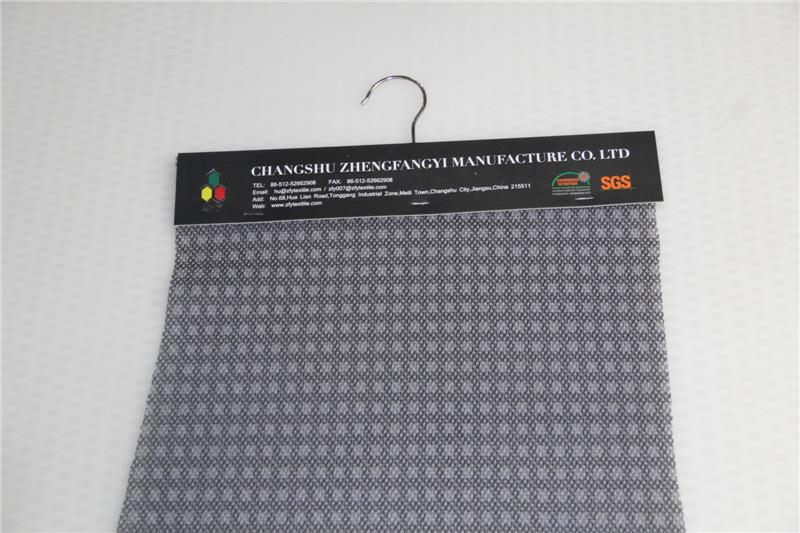 CHANGSHU ZHENGFANGYI MANUFACTURE CO. LTD
TEL: 86-512-52662908 FAX: 86-512-52662908
Email: hu@zfytextile.com / zfy007@zfytextile.com
Add: No.68,Hua Lian Road,Tonggang Industrial Zone,Meili Town,Changshu City,Jiangsu,China 215511
Web: www.zfytextile.com
SGS